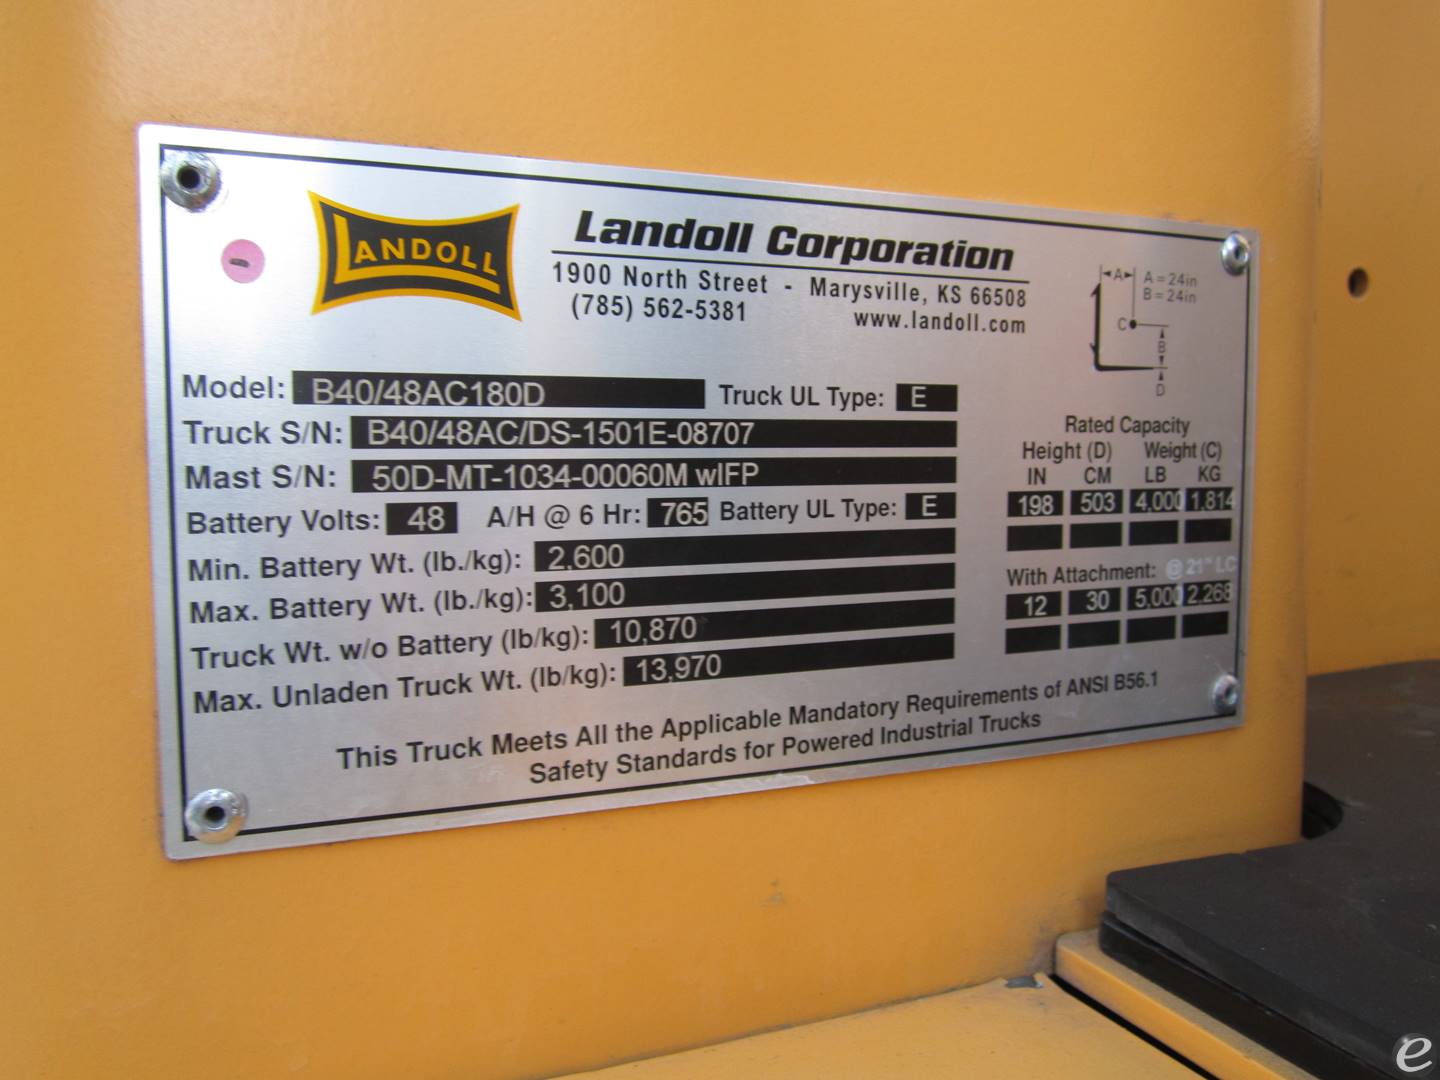 LANDOLL
Landoll Corporation
1900 North Street - Marysville, KS 66508
(785) 562-5381 www.landoll.com
A A = 24in
B = 24in
C
B
D
Model: B40/48AC180D Truck UL Type: E
Truck S/N: B40/48AC/DS-1501E-08707
Mast S/N: 50D-MT-1034-00060M wIFP
Battery Volts: 48 A/H @ 6 Hr: 765 Battery UL Type: E
Min. Battery Wt. (lb./kg): 2,600
Max. Battery Wt. (lb./kg): 3,100
Truck Wt. w/o Battery (lb/kg): 10,870
Max. Unladen Truck Wt. (lb/kg): 13,970
Rated Capacity
Height (D) Weight (C)
IN CM LB KG
198 503 4,000 1,814
With Attachment: @ 21" LC
12 30 5,000 2,268
This Truck Meets All the Applicable Mandatory Requirements of ANSI B56.1
Safety Standards for Powered Industrial Trucks
e